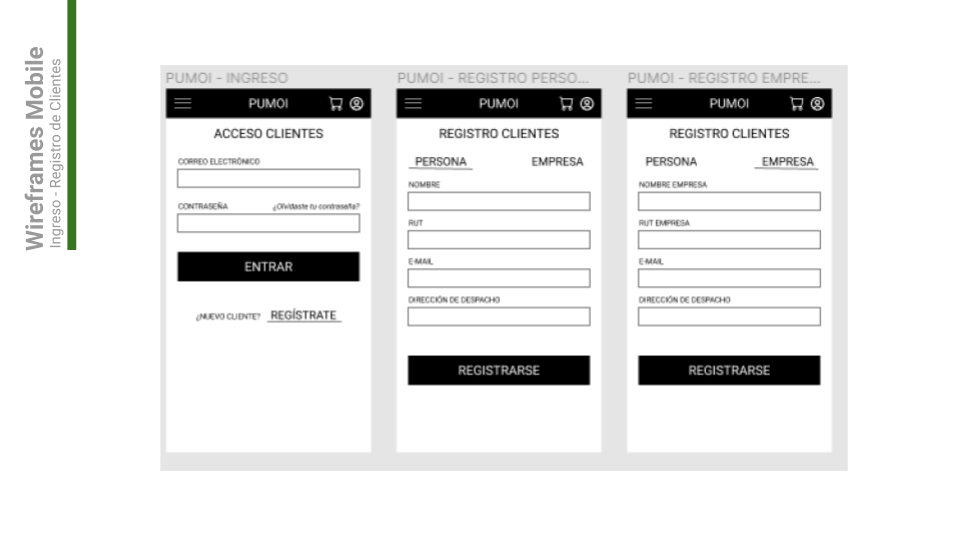 Wireframes Mobile
Ingreso - Registro de Clientes
PUMOI - INGRESO
PUMOI
ACCESO CLIENTES
CORREO ELECTRÓNICO
CONTRASEÑA ¿Olvidaste tu contraseña?
ENTRAR
¿NUEVO CLIENTE? REGÍSTRATE
PUMOI - REGISTRO PERSO...
PUMOI
REGISTRO CLIENTES
PERSONA EMPRESA
NOMBRE
RUT
E-MAIL
DIRECCIÓN DE DESPACHO
REGISTRARSE
PUMOI - REGISTRO EMPRE...
PUMOI
REGISTRO CLIENTES
PERSONA EMPRESA
NOMBRE EMPRESA
RUT EMPRESA
E-MAIL
DIRECCIÓN DE DESPACHO
REGISTRARSE